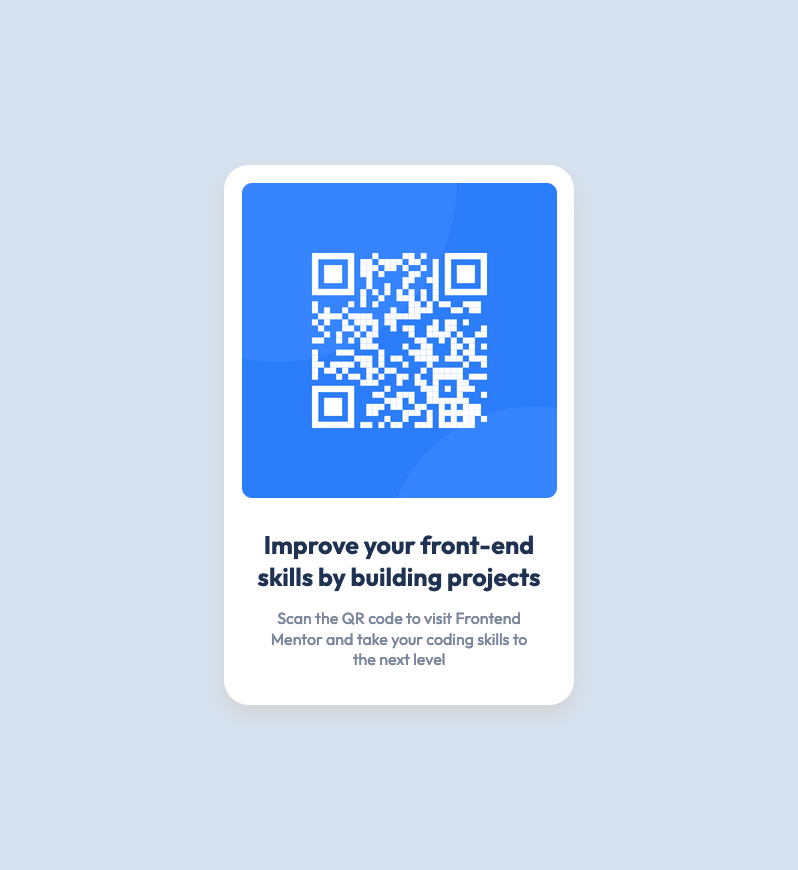 Improve your front-end
skills by building projects
Scan the QR code to visit Frontend
Mentor and take your coding skills to
the next level